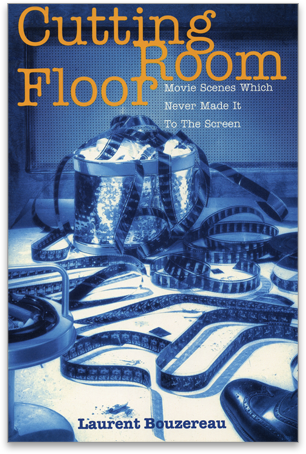 Cutting
Room
Floor
Movie Scenes Which
Never Made It
To The Screen
Laurent Bouzereau